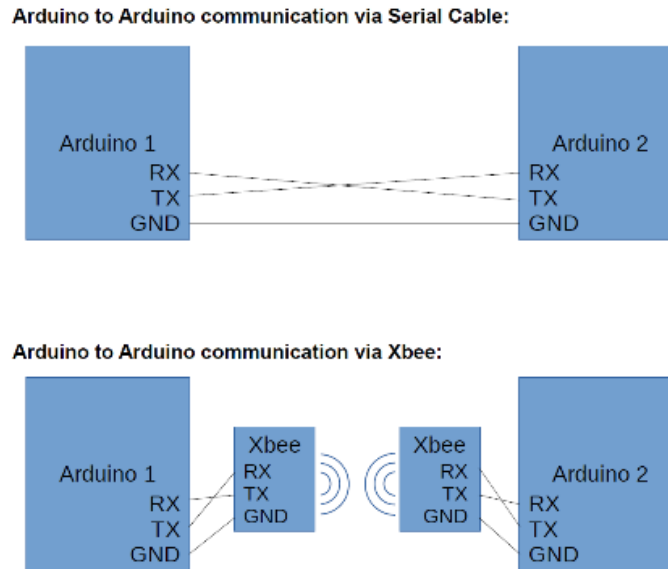 Arduino to Arduino communication via Serial Cable:
Arduino 1
RX
TX
GND
Arduino 2
RX
TX
GND
Arduino to Arduino communication via Xbee:
Arduino 1
RX
TX
GND
Xbee
RX
TX
GND
Xbee
RX
TX
GND
Arduino 2
RX
TX
GND